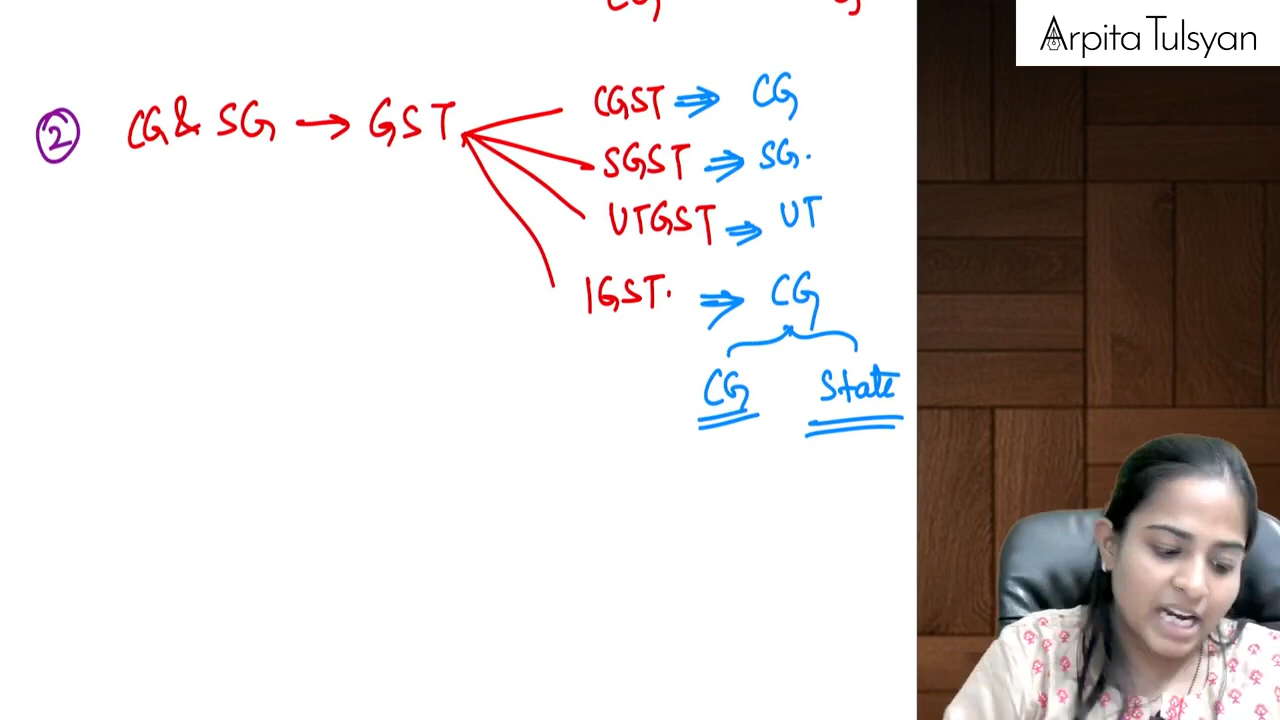 Arpita Tulsyan
② CG & SG → GST
CGST ⇒ CG
SGST ⇒ SG.
UTGST ⇒ UT
IGST. ⇒ CG
CG State